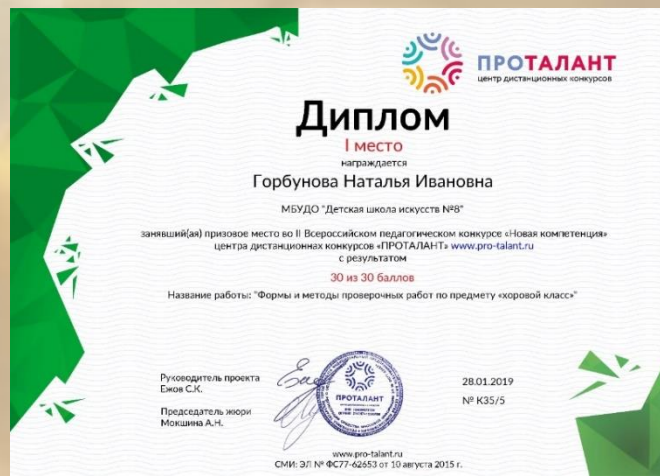 ПРОТАЛАНТ
центр дистанционных конкурсов
Диплом
I место
награждается
Горбунова Наталья Ивановна
МБУДО "Детская школа искусств №8"
занявший(ая) призовое место во II Всероссийском педагогическом конкурсе «Новая компетенция»
центра дистанционных конкурсов «ПРОТАЛАНТ» www.pro-talant.ru
с результатом
30 из 30 баллов
Название работы: "Формы и методы проверочных работ по предмету «хоровой класс»"
Руководитель проекта
Ежов С.К.
Председатель жюри
Мокшина А.Н.
ПРОТАЛАНТ
28.01.2019
№ К35/5
www.pro-talant.ru
СМИ: ЭЛ № ФС77-62653 от 10 августа 2015 г.